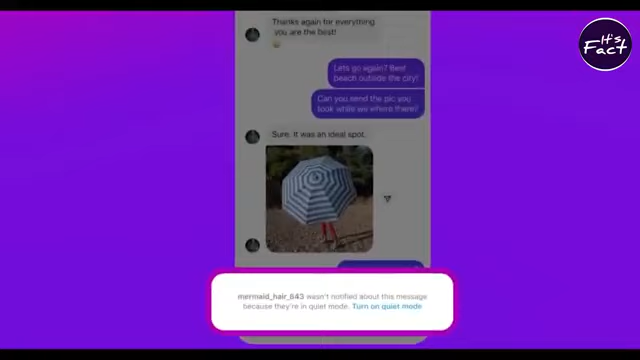 It's
Fact
Thanks again for everything
you are the best!
Lets go again? Best
beach outside the city!
Can you send the pic you
took while we where there?
Sure. It was an ideal spot.
mermaid_hair_643 wasn't notified about this message
because they're in quiet mode. Turn on quiet mode